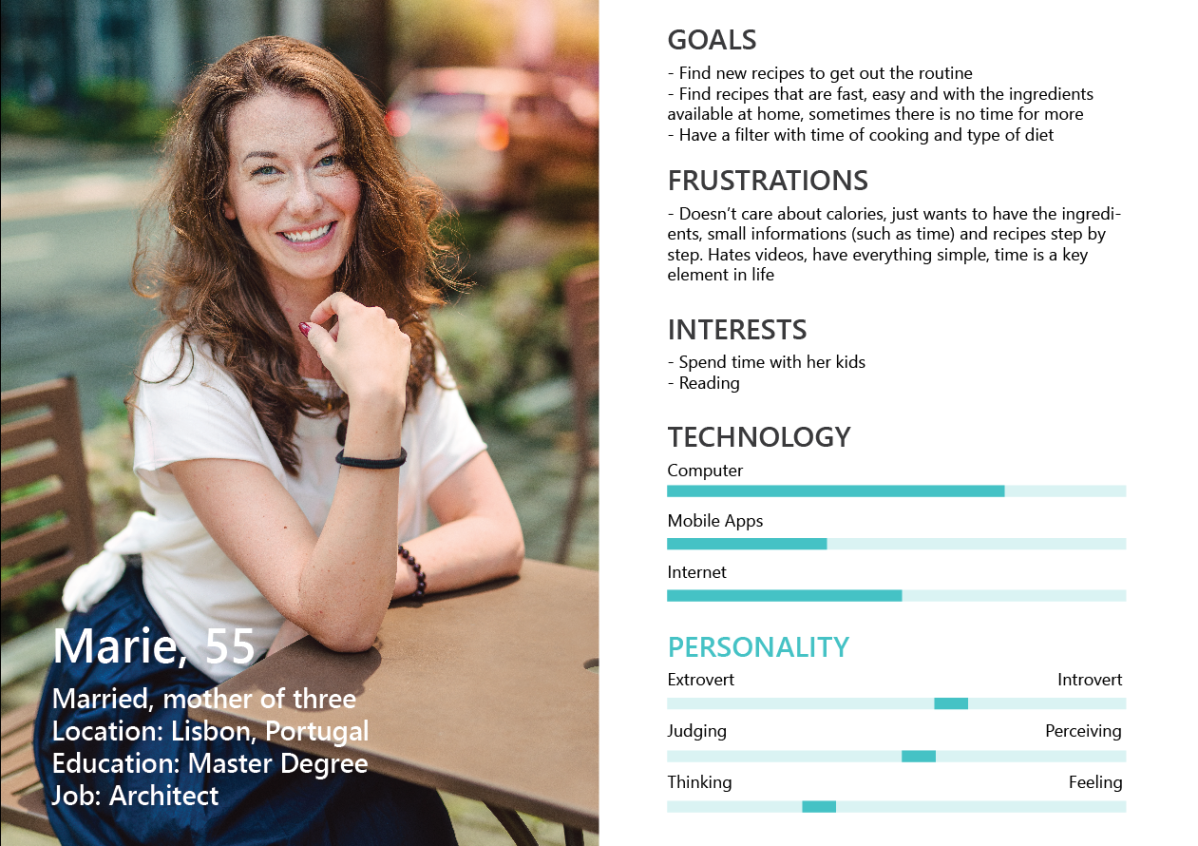 Marie, 55
Married, mother of three
Location: Lisbon, Portugal
Education: Master Degree
Job: Architect
GOALS
- Find new recipes to get out the routine
- Find recipes that are fast, easy and with the ingredients
available at home, sometimes there is no time for more
- Have a filter with time of cooking and type of diet
FRUSTRATIONS
- Doesn't care about calories, just wants to have the ingredi-
ents, small informations (such as time) and recipes step by
step. Hates videos, have everything simple, time is a key
element in life
INTERESTS
- Spend time with her kids
- Reading
TECHNOLOGY
Computer
Mobile Apps
Internet
PERSONALITY
Extrovert Introvert
Judging Perceiving
Thinking Feeling